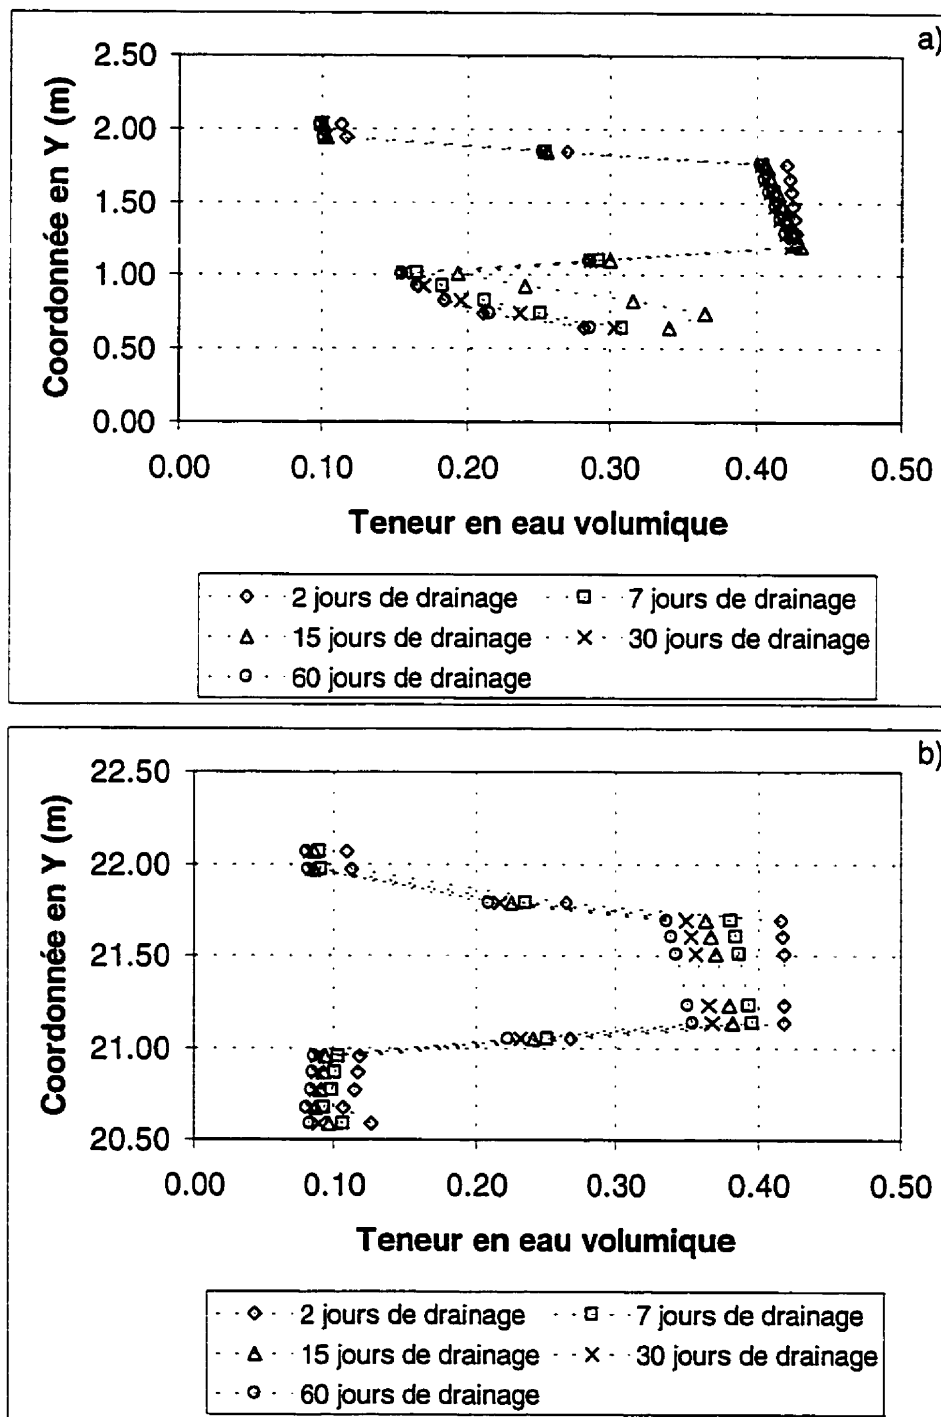 a)
Coordonnée en Y (m)
2.50
2.00
1.50
1.00
0.50
0.00
0.00 0.10 0.20 0.30 0.40 0.50
Teneur en eau volumique
2 jours de drainage 7 jours de drainage
15 jours de drainage 30 jours de drainage
60 jours de drainage
b)
Coordonnée en Y (m)
22.50
22.00
21.50
21.00
20.50
0.00 0.10 0.20 0.30 0.40 0.50
Teneur en eau volumique
2 jours de drainage 7 jours de drainage
15 jours de drainage 30 jours de drainage
60 jours de drainage